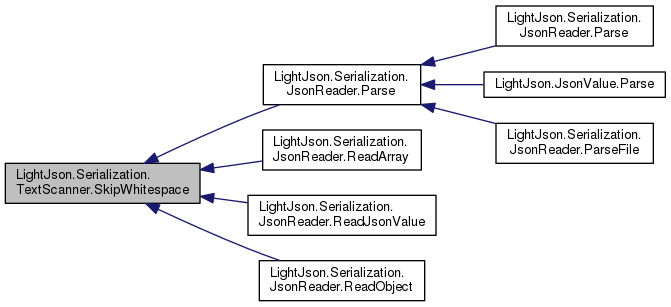 LightJson.Serialization.
TextScanner.SkipWhitespace
LightJson.Serialization.
JsonReader.Parse
LightJson.Serialization.
JsonReader.ReadArray
LightJson.Serialization.
JsonReader.ReadJsonValue
LightJson.Serialization.
JsonReader.ReadObject
LightJson.Serialization.
JsonReader.Parse
LightJson.JsonValue.Parse
LightJson.Serialization.
JsonReader.ParseFile